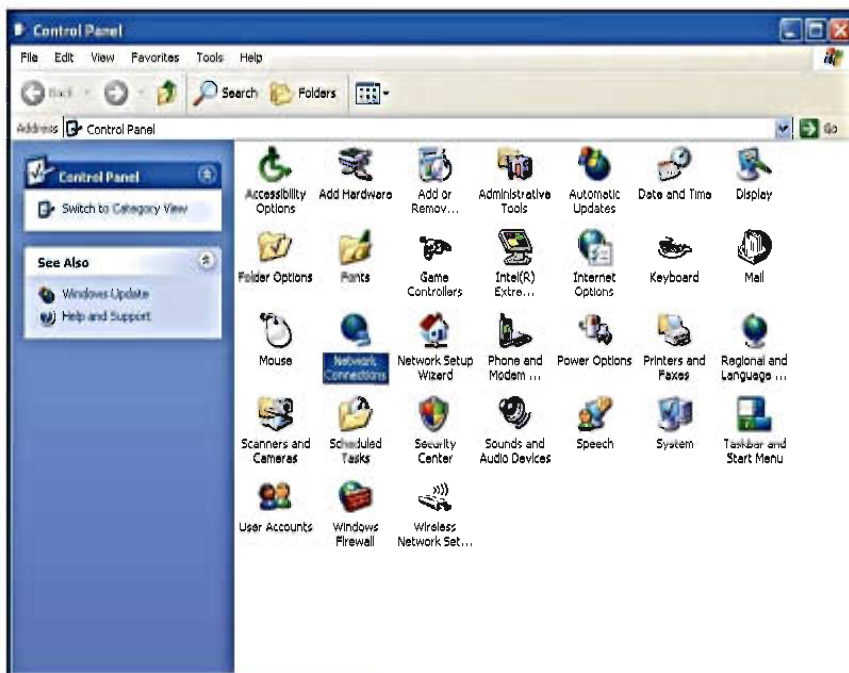 Control Panel
File Edit View Favorites Tools Help
Back Search Folders
Address Control Panel Go
Control Panel
Switch to Category View
See Also
Windows Update
Help and Support
Accessibility Options
Add Hardware
Add or Remov...
Administrative Tools
Automatic Updates
Date and Time
Display
Folder Options
Fonts
Game Controllers
Intel(R) Extre...
Internet Options
Keyboard
Mail
Mouse
Network Connections
Network Setup Wizard
Phone and Modem ...
Power Options
Printers and Faxes
Regional and Language ...
Scanners and Cameras
Scheduled Tasks
Security Center
Sounds and Audio Devices
Speech
System
Taskbar and Start Menu
User Accounts
Windows Firewall
Wireless Network Set...